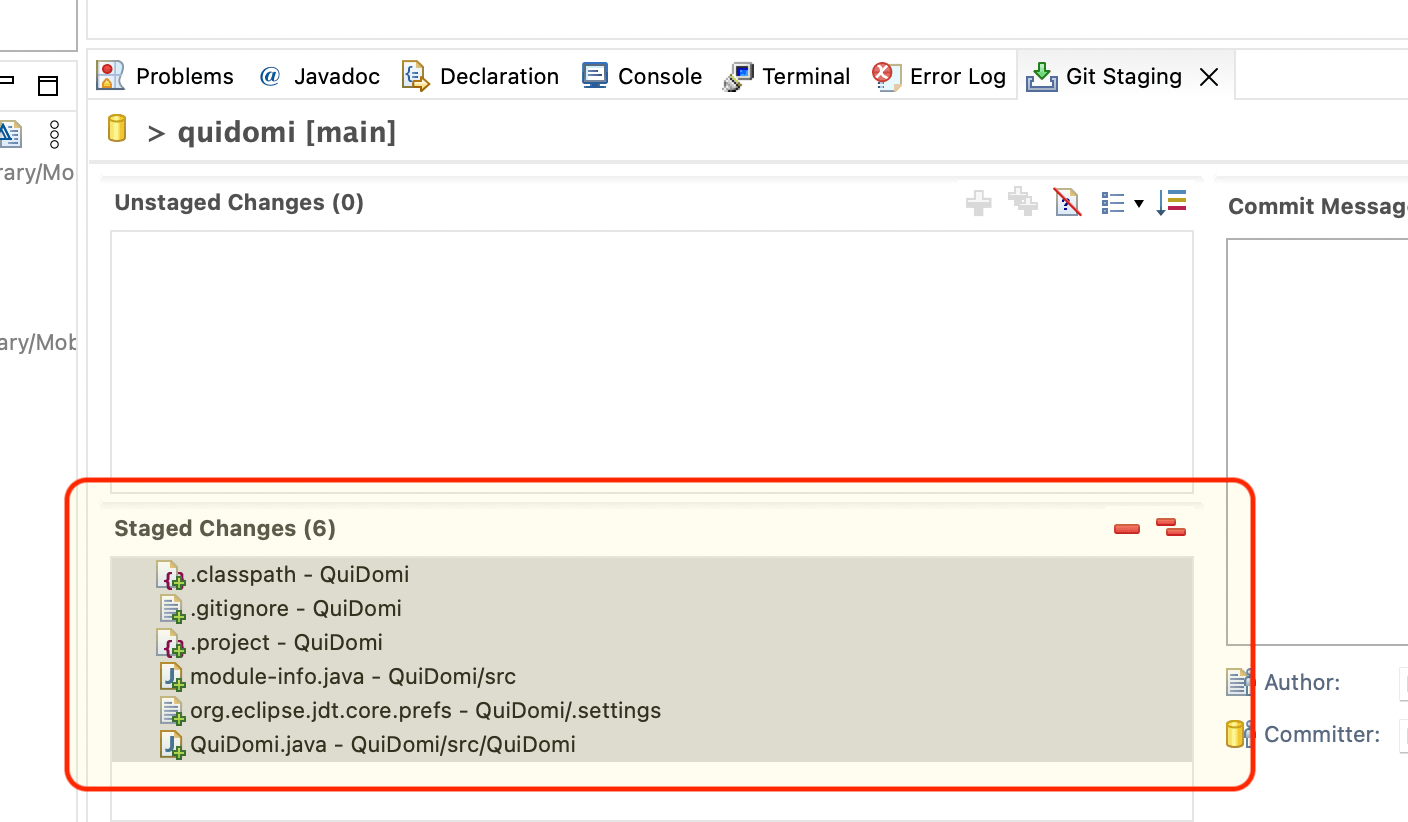 Problems @ Javadoc Declaration Console Terminal Error Log Git Staging
> quidomi [main]
rary/Mo
ary/Mob
Unstaged Changes (0)
Commit Messag
Staged Changes (6)
.classpath - QuiDomi
.gitignore - QuiDomi
.project - QuiDomi
module-info.java - QuiDomi/src
org.eclipse.jdt.core.prefs - QuiDomi/.settings
QuiDomi.java - QuiDomi/src/QuiDomi
Author:
Committer: